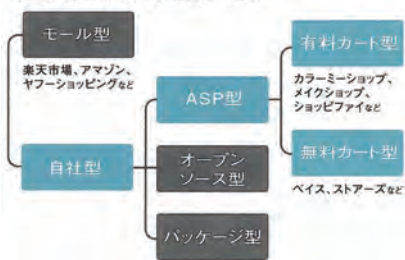 モール型
楽天市場、アマゾン、
ヤフーショッピングなど
自社型
ASP型
オープン
ソース型
パッケージ型
有料カート型
カラーミーショップ、
メイクショップ、
ショッピファイなど
無料カート型
ベイス、ストアーズなど